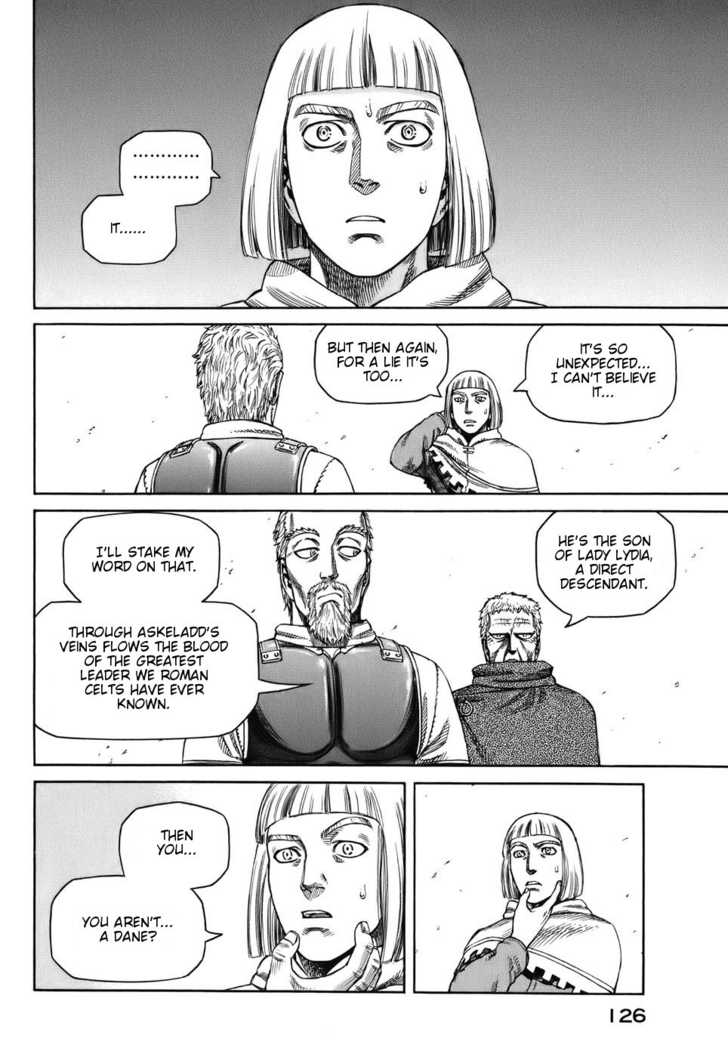 ............
............
IT......
IT'S SO
UNEXPECTED...
I CAN'T BELIEVE
IT...
BUT THEN AGAIN,
FOR A LIE IT'S
TOO...
HE'S THE SON
OF LADY LYDIA,
A DIRECT
DESCENDANT.
I'LL STAKE MY
WORD ON THAT.
THROUGH ASKELADD'S
VEINS FLOWS THE BLOOD
OF THE GREATEST
LEADER WE ROMAN
CELTS HAVE EVER
KNOWN.
THEN
YOU...
YOU AREN'T...
A DANE?
126